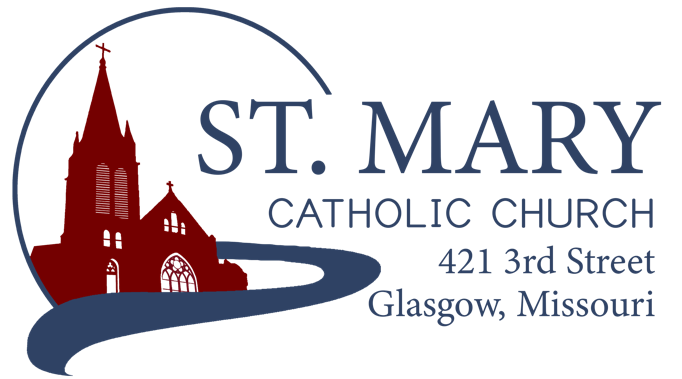 ST. MARY
CATHOLIC CHURCH
421 3rd Street
Glasgow, Missouri